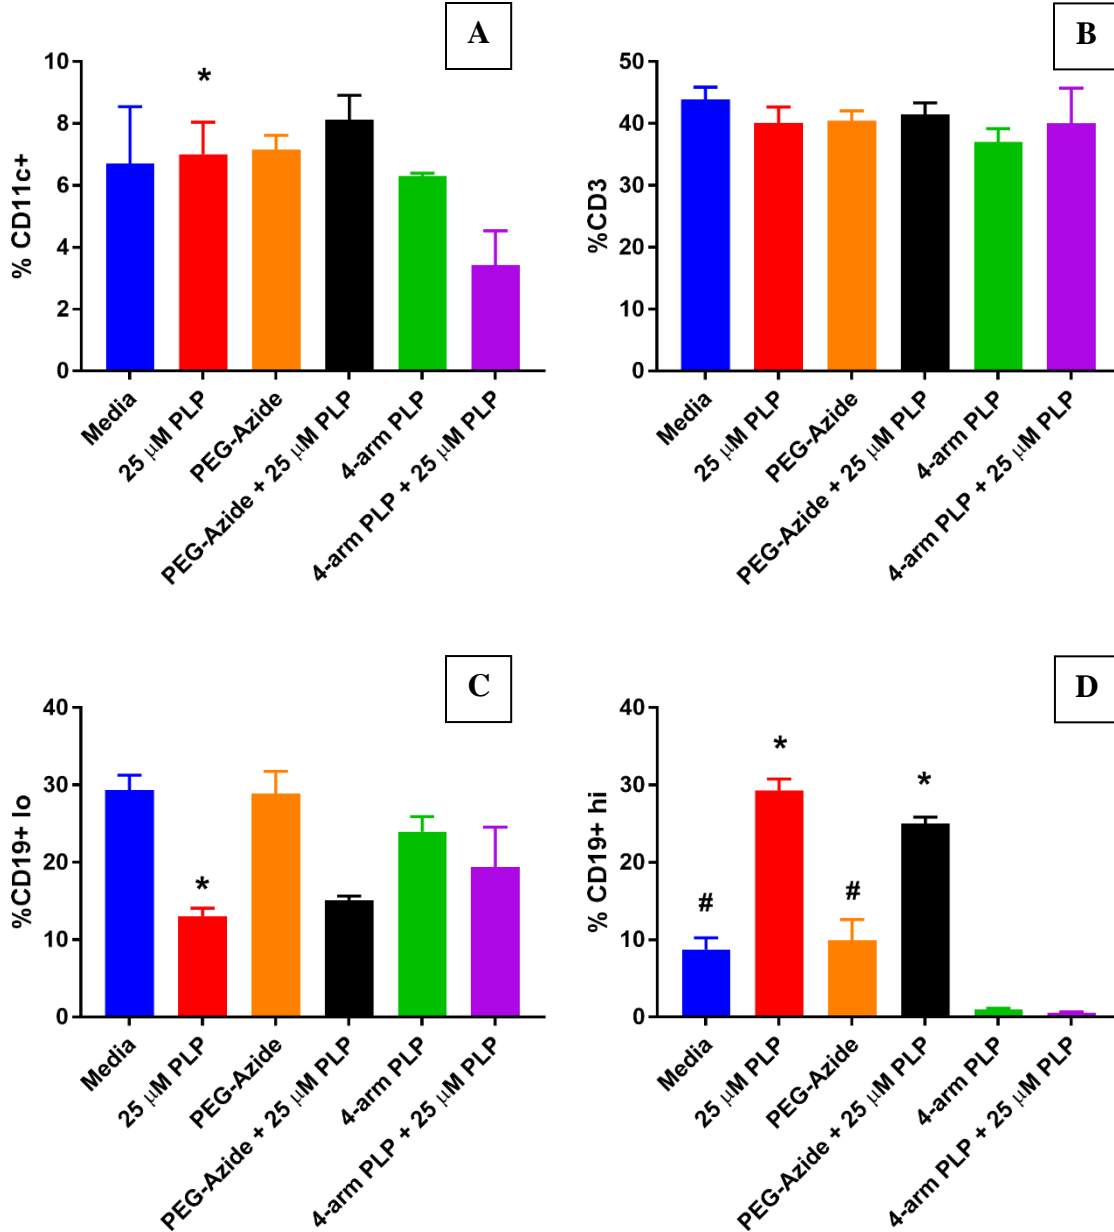 A
% CD11c+
10
8
6
4
2
0
*
Media
25 μM PLP
PEG-Azide
PEG-Azide + 25 μM PLP
4-arm PLP
4-arm PLP + 25 μM PLP
B
%CD3
50
40
30
20
10
0
Media
25 μM PLP
PEG-Azide
PEG-Azide + 25 μM PLP
4-arm PLP
4-arm PLP + 25 μM PLP
C
%CD19+ lo
40
30
20
10
0
*
Media
25 μM PLP
PEG-Azide
PEG-Azide + 25 μM PLP
4-arm PLP
4-arm PLP + 25 μM PLP
D
% CD19+ hi
40
30
20
10
0
#
*
#
*
Media
25 μM PLP
PEG-Azide
PEG-Azide + 25 μM PLP
4-arm PLP
4-arm PLP + 25 μM PLP